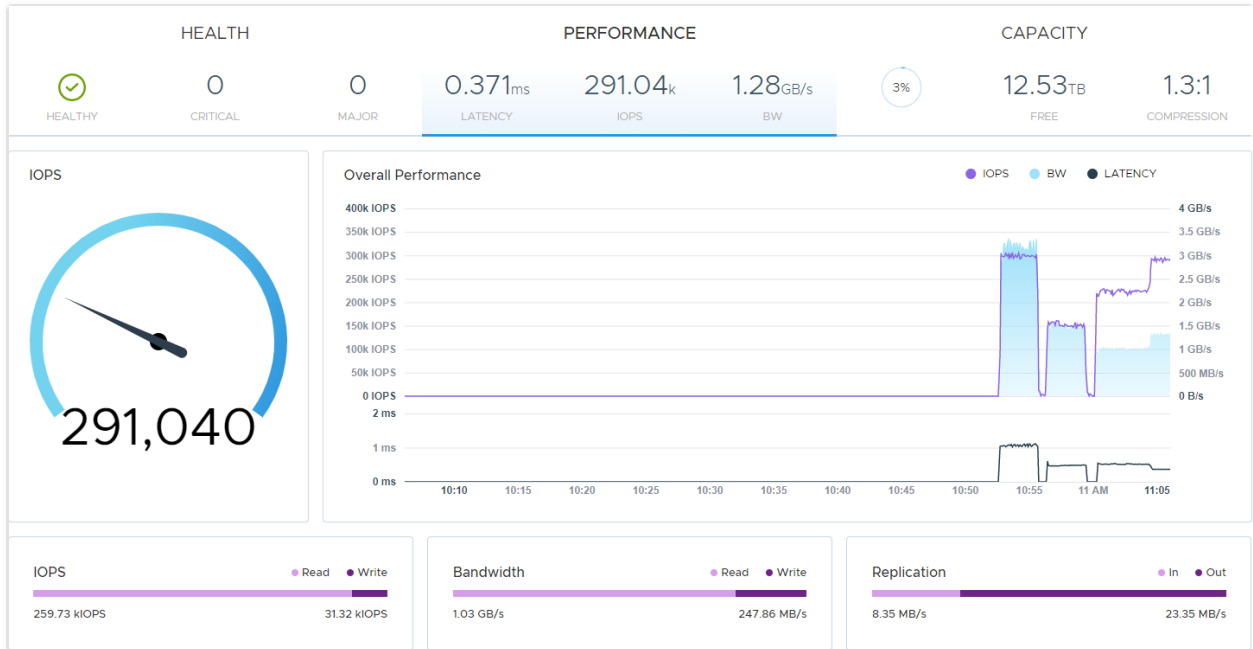 HEALTH PERFORMANCE CAPACITY
0 0 0.371ms 291.04k 1.28GB/s 3% 12.53TB 1.3:1
HEALTHY CRITICAL MAJOR LATENCY IOPS BW FREE COMPRESSION
IOPS
291,040
Overall Performance
IOPS BW LATENCY
400k IOPS 4 GB/s
350k IOPS 3.5 GB/s
300k IOPS 3 GB/s
250k IOPS 2.5 GB/s
200k IOPS 2 GB/s
150k IOPS 1.5 GB/s
100k IOPS 1 GB/s
50k IOPS 500 MB/s
0 IOPS 0 B/s
2 ms
1 ms
0 ms
10:10 10:15 10:20 10:25 10:30 10:35 10:40 10:45 10:50 10:55 11 AM 11:05
IOPS Read Write
259.73 kIOPS 31.32 kIOPS
Bandwidth Read Write
1.03 GB/s 247.86 MB/s
Replication In Out
8.35 MB/s 23.35 MB/s